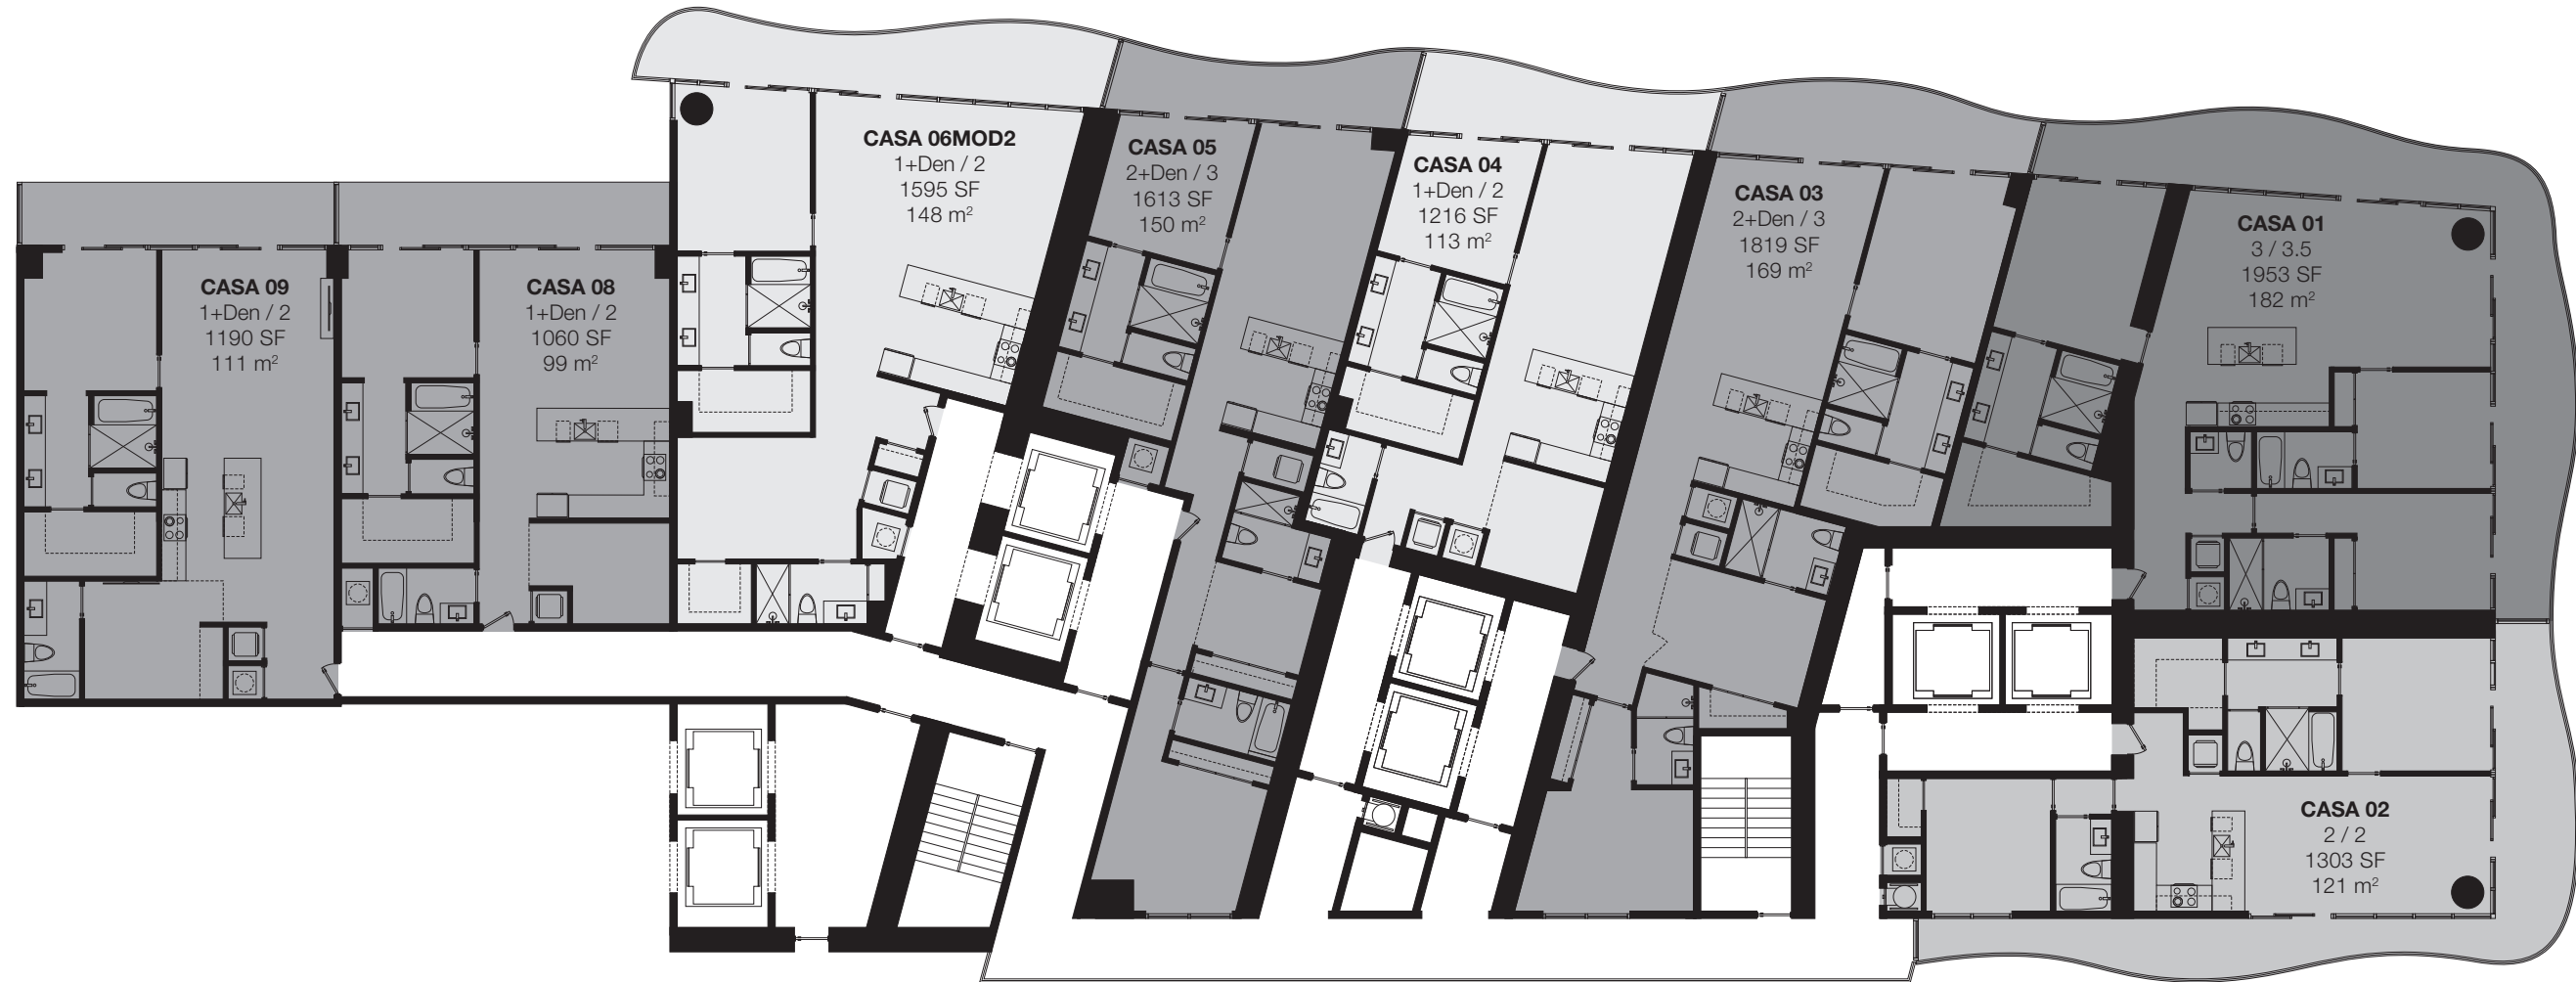 CASA 09
1+Den / 2
1190 SF
111 m²
CASA 08
1+Den / 2
1060 SF
99 m²
CASA 06MOD2
1+Den / 2
1595 SF
148 m²
CASA 05
2+Den / 3
1613 SF
150 m²
CASA 04
1+Den / 2
1216 SF
113 m²
CASA 03
2+Den / 3
1819 SF
169 m²
CASA 01
3 / 3.5
1953 SF
182 m²
CASA 02
2 / 2
1303 SF
121 m²